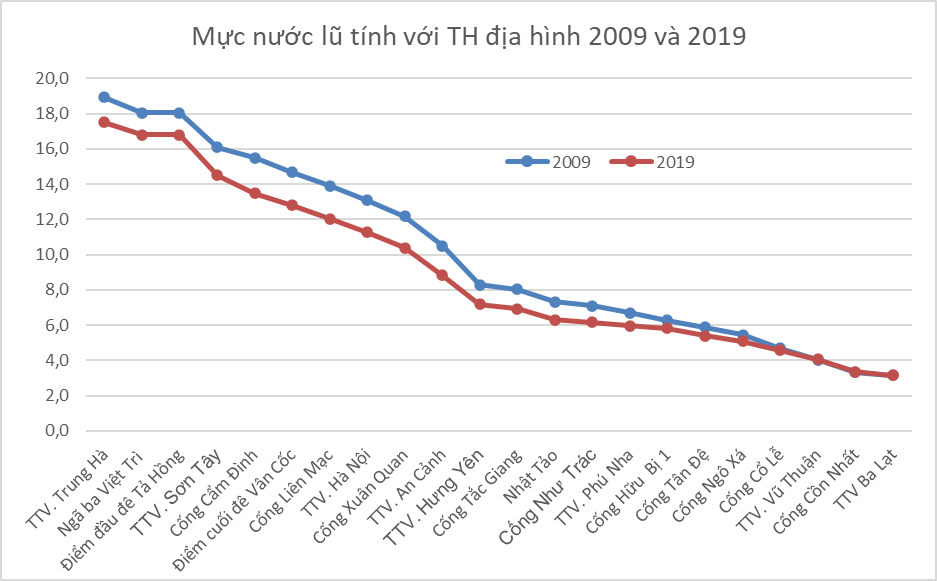 Mực nước lũ tính với TH địa hình 2009 và 2019
20,0
18,0
16,0
14,0
12,0
10,0
8,0
6,0
4,0
2,0
0,0
2009
2019
TTV. Trung Hà
Ngã ba Việt Trì
Điểm đầu đê Tả Hồng
TTV. Sơn Tây
Cống Cẩm Đình
Điểm cuối đê Vân Cốc
Cống Liên Mạc
TTV. Hà Nội
Cống Xuân Quan
TTV. An Cảnh
TTV. Hưng Yên
Cống Tắc Giang
Nhật Tảo
Cống Như Trác
TTV. Phú Nha
Cống Hữu Bị 1
Cống Tân Đệ
Cống Ngô Xá
Cống Cổ Lễ
TTV. Vũ Thuận
Cống Cồn Nhất
TTV Ba Lạt